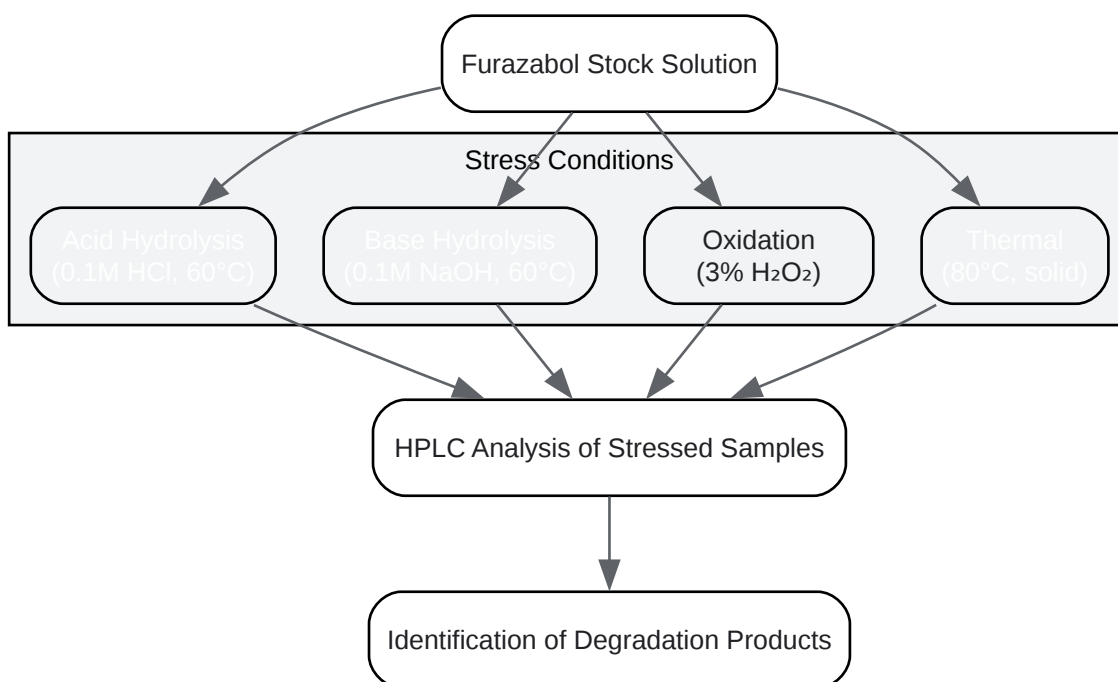 Furazabol Stock Solution
Stress Conditions
Acid Hydrolysis
(0.1M HCl, 60°C)
Base Hydrolysis
(0.1M NaOH, 60°C)
Oxidation
(3% H₂O₂)
Thermal
(80°C, solid)
HPLC Analysis of Stressed Samples
Identification of Degradation Products